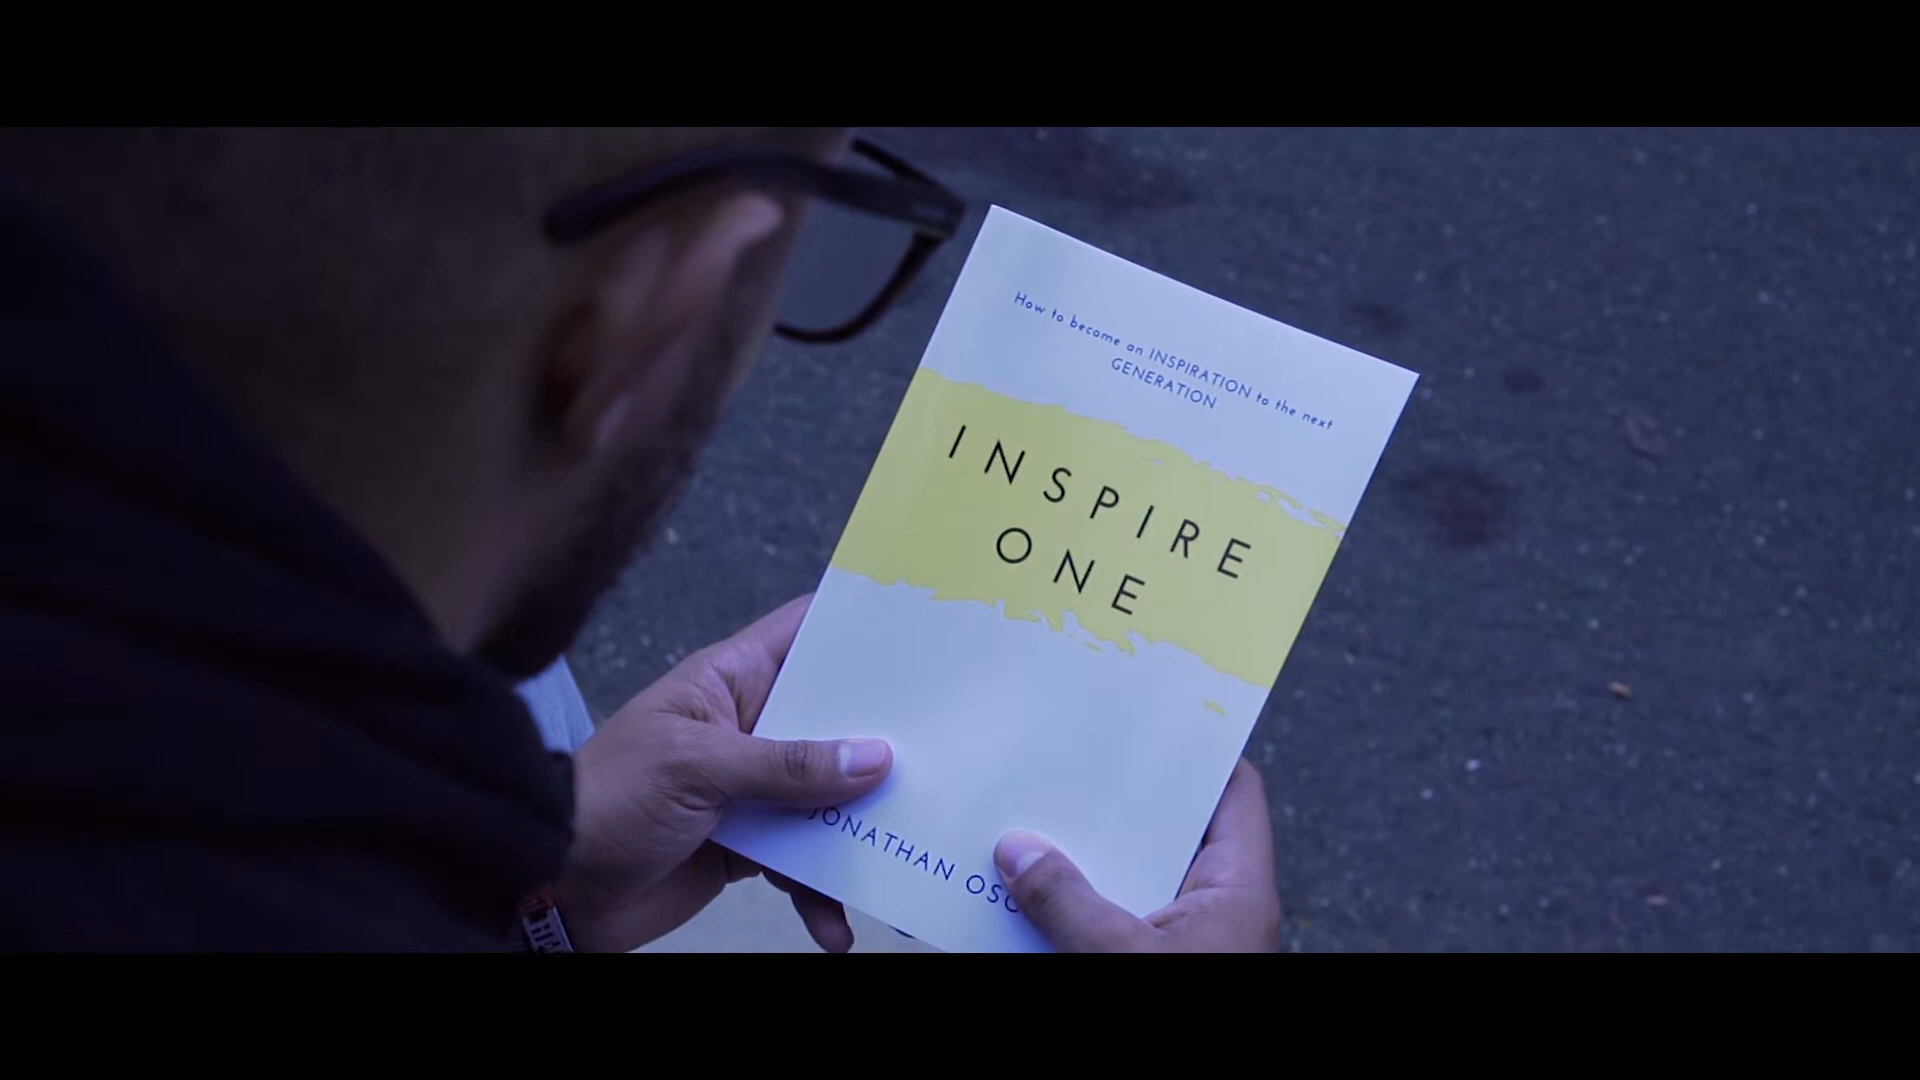 How to become an INSPIRATION to the next
GENERATION
INSPIRE
ONE
JONATHAN